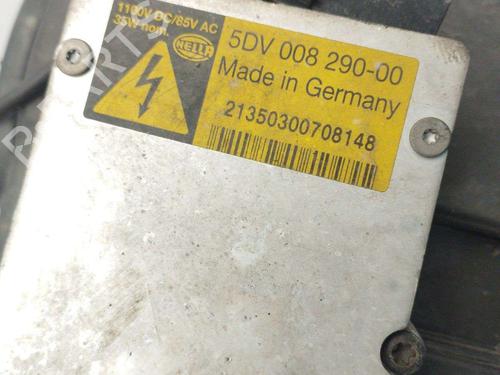 1100V DC/85V AC
35W nom.
HELLA
5DV 008 290-00
Made in Germany
21350300708148